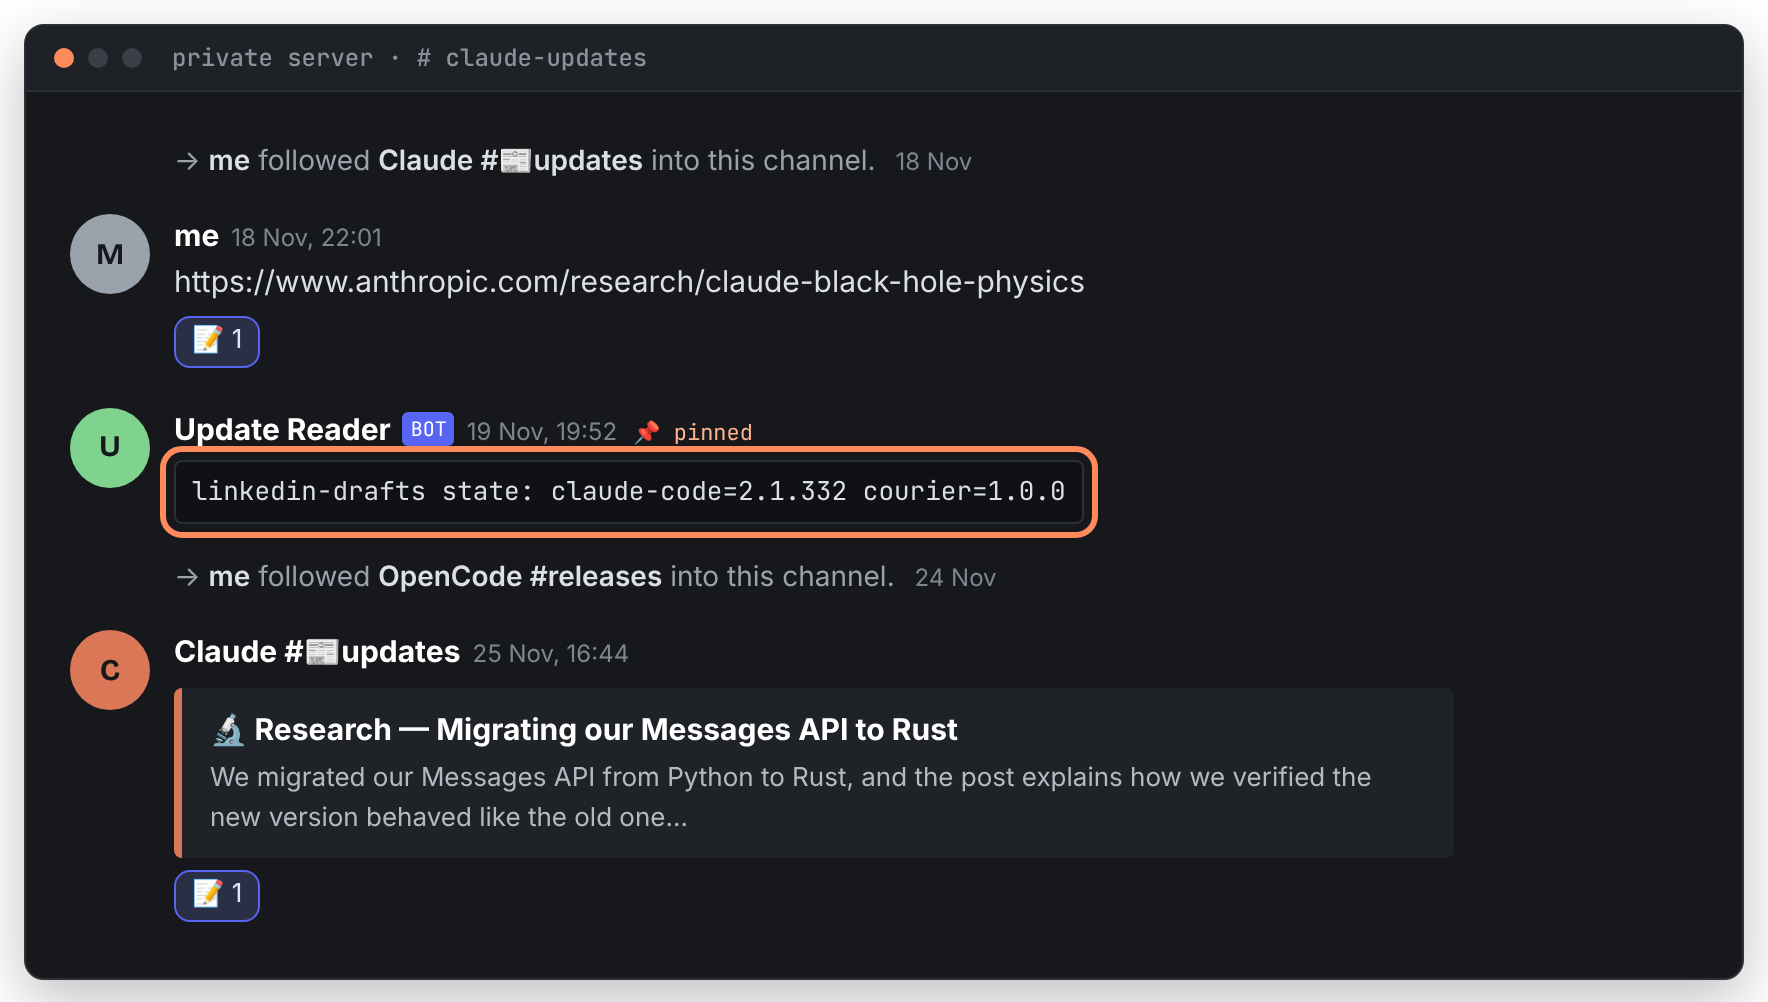 private server · # claude-updates
→ me followed Claude #📰updates into this channel. 18 Nov
M
me 18 Nov, 22:01
https://www.anthropic.com/research/claude-black-hole-physics
📝 1
U
Update Reader BOT 19 Nov, 19:52 📌 pinned
linkedin-drafts state: claude-code=2.1.332 courier=1.0.0
→ me followed OpenCode #releases into this channel. 24 Nov
C
Claude #📰updates 25 Nov, 16:44
🔬 Research — Migrating our Messages API to Rust
We migrated our Messages API from Python to Rust, and the post explains how we verified the
new version behaved like the old one...
📝 1